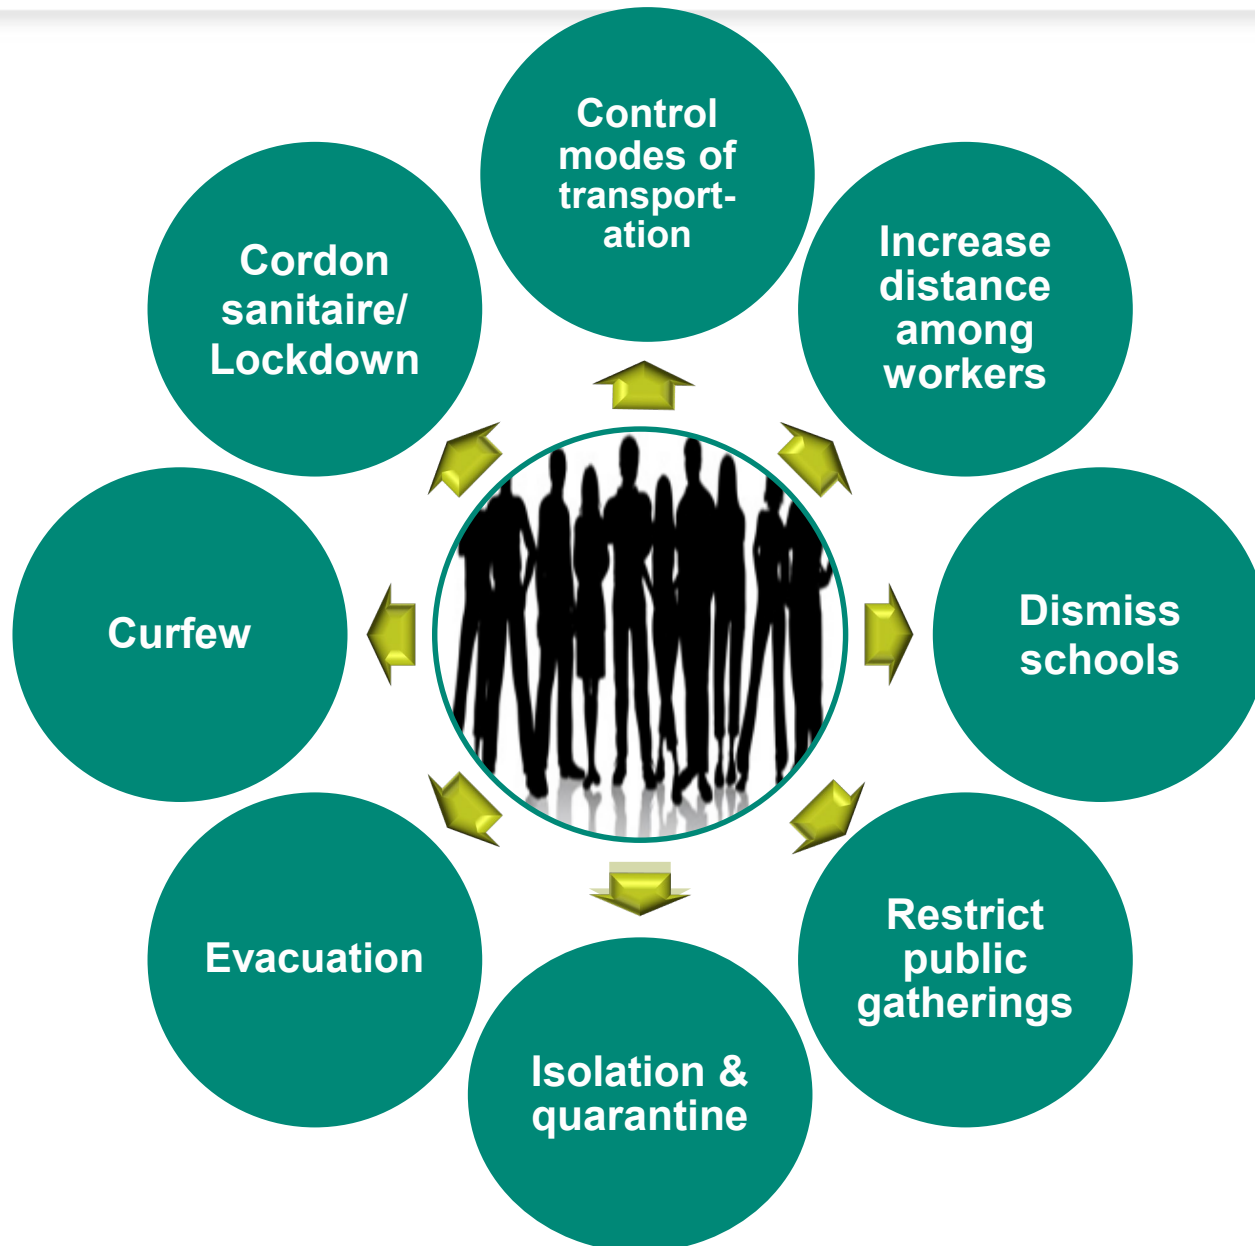 Control
modes of
transport-
ation
Increase
distance
among
workers
Dismiss
schools
Restrict
public
gatherings
Isolation &
quarantine
Evacuation
Curfew
Cordon
sanitaire/
Lockdown